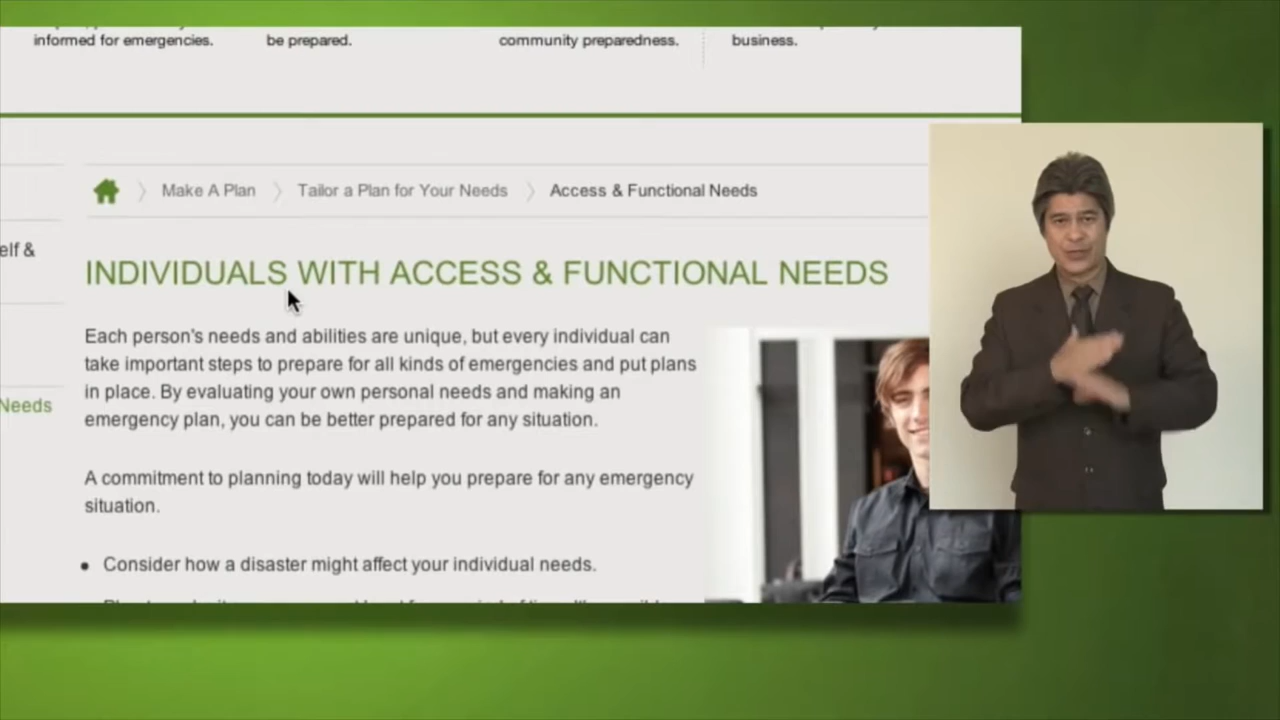 informed for emergencies.
be prepared.
community preparedness.
business.
Make A Plan
Tailor a Plan for Your Needs
Access & Functional Needs
elf &
INDIVIDUALS WITH ACCESS & FUNCTIONAL NEEDS
Each person's needs and abilities are unique, but every individual can
take important steps to prepare for all kinds of emergencies and put plans
in place. By evaluating your own personal needs and making an
Needs
emergency plan, you can be better prepared for any situation.
A commitment to planning today will help you prepare for any emergency
situation.
Consider how a disaster might affect your individual needs.